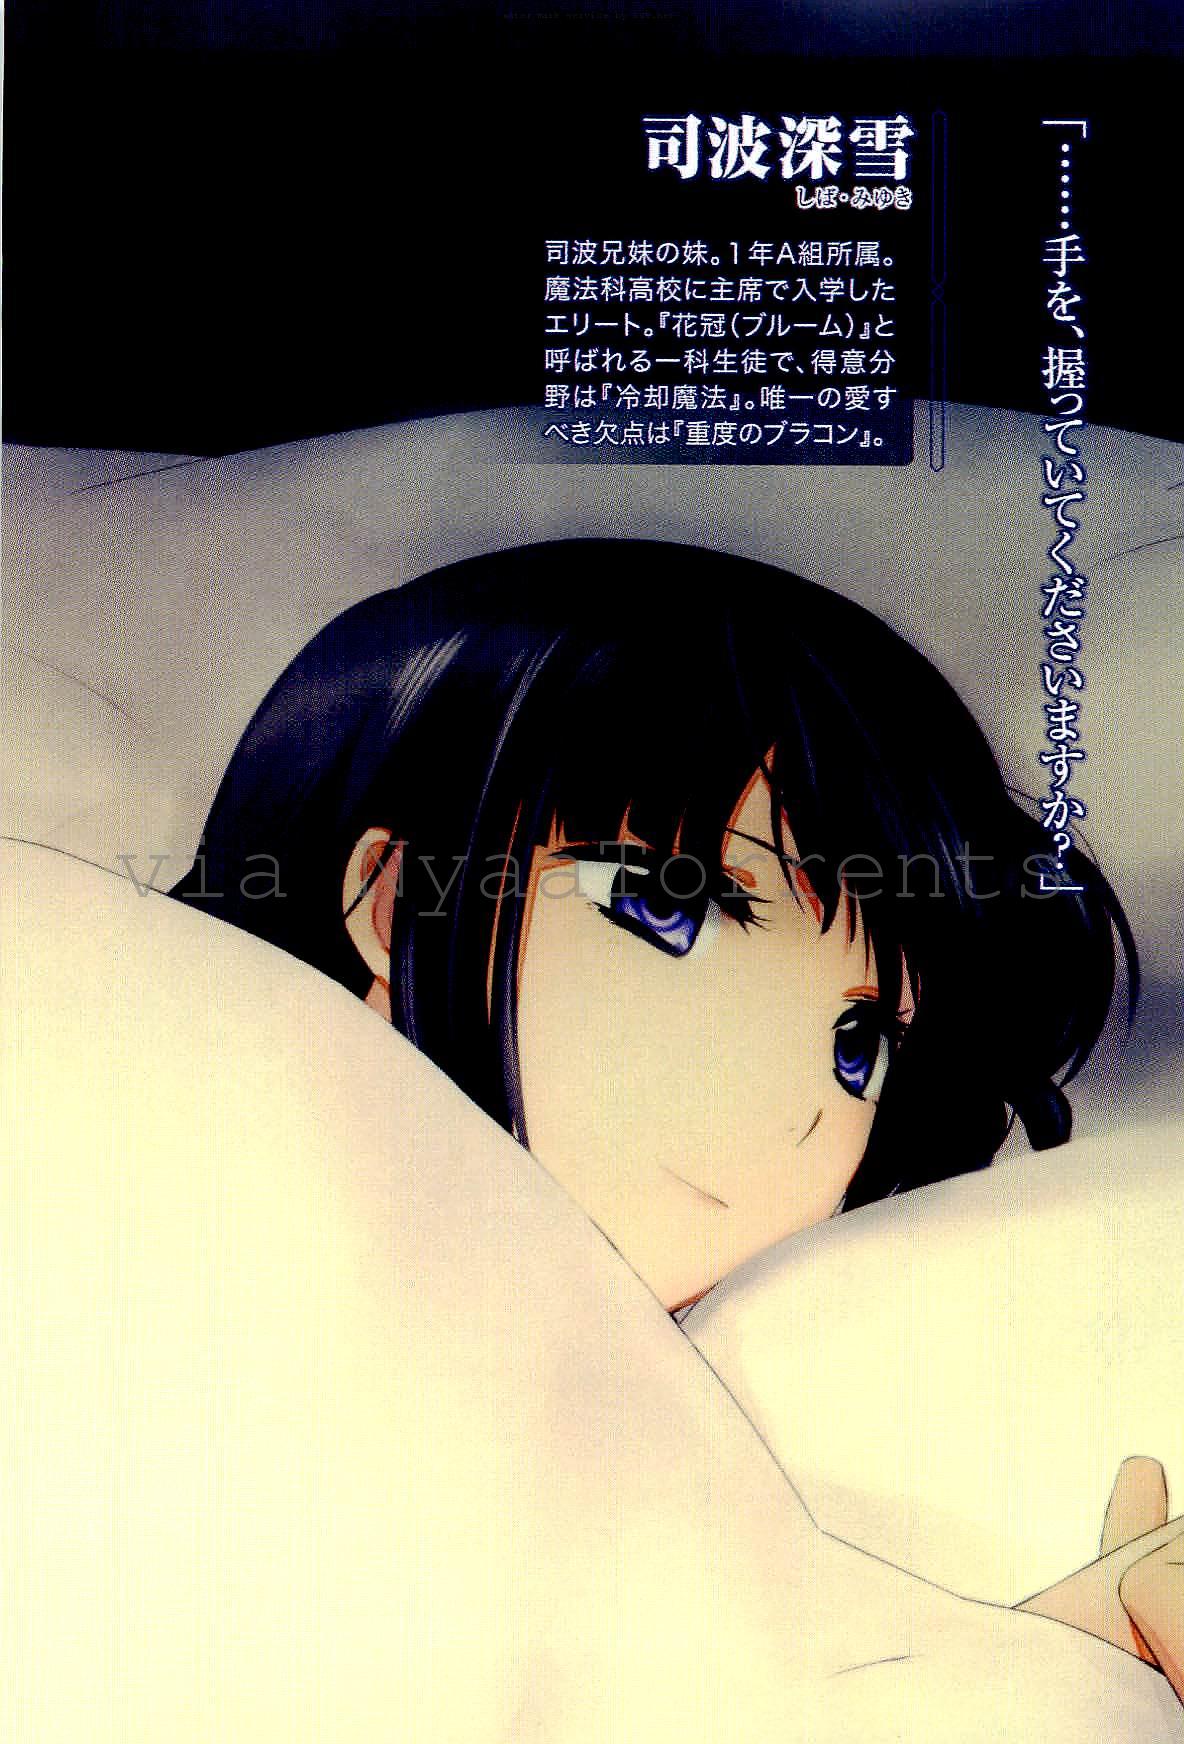 water mark service by
「……手を、握っていてくださいますか？」
司波深雪
しば・みゆき
司波兄妹の妹。１年Ａ組所属。
魔法科高校に主席で入学した
エリート。『花冠（ブルーム）』と
呼ばれる一科生徒で、得意分
野は『冷却魔法』。唯一の愛す
べき欠点は『重度のブラコン』。
via NyaaTorrents